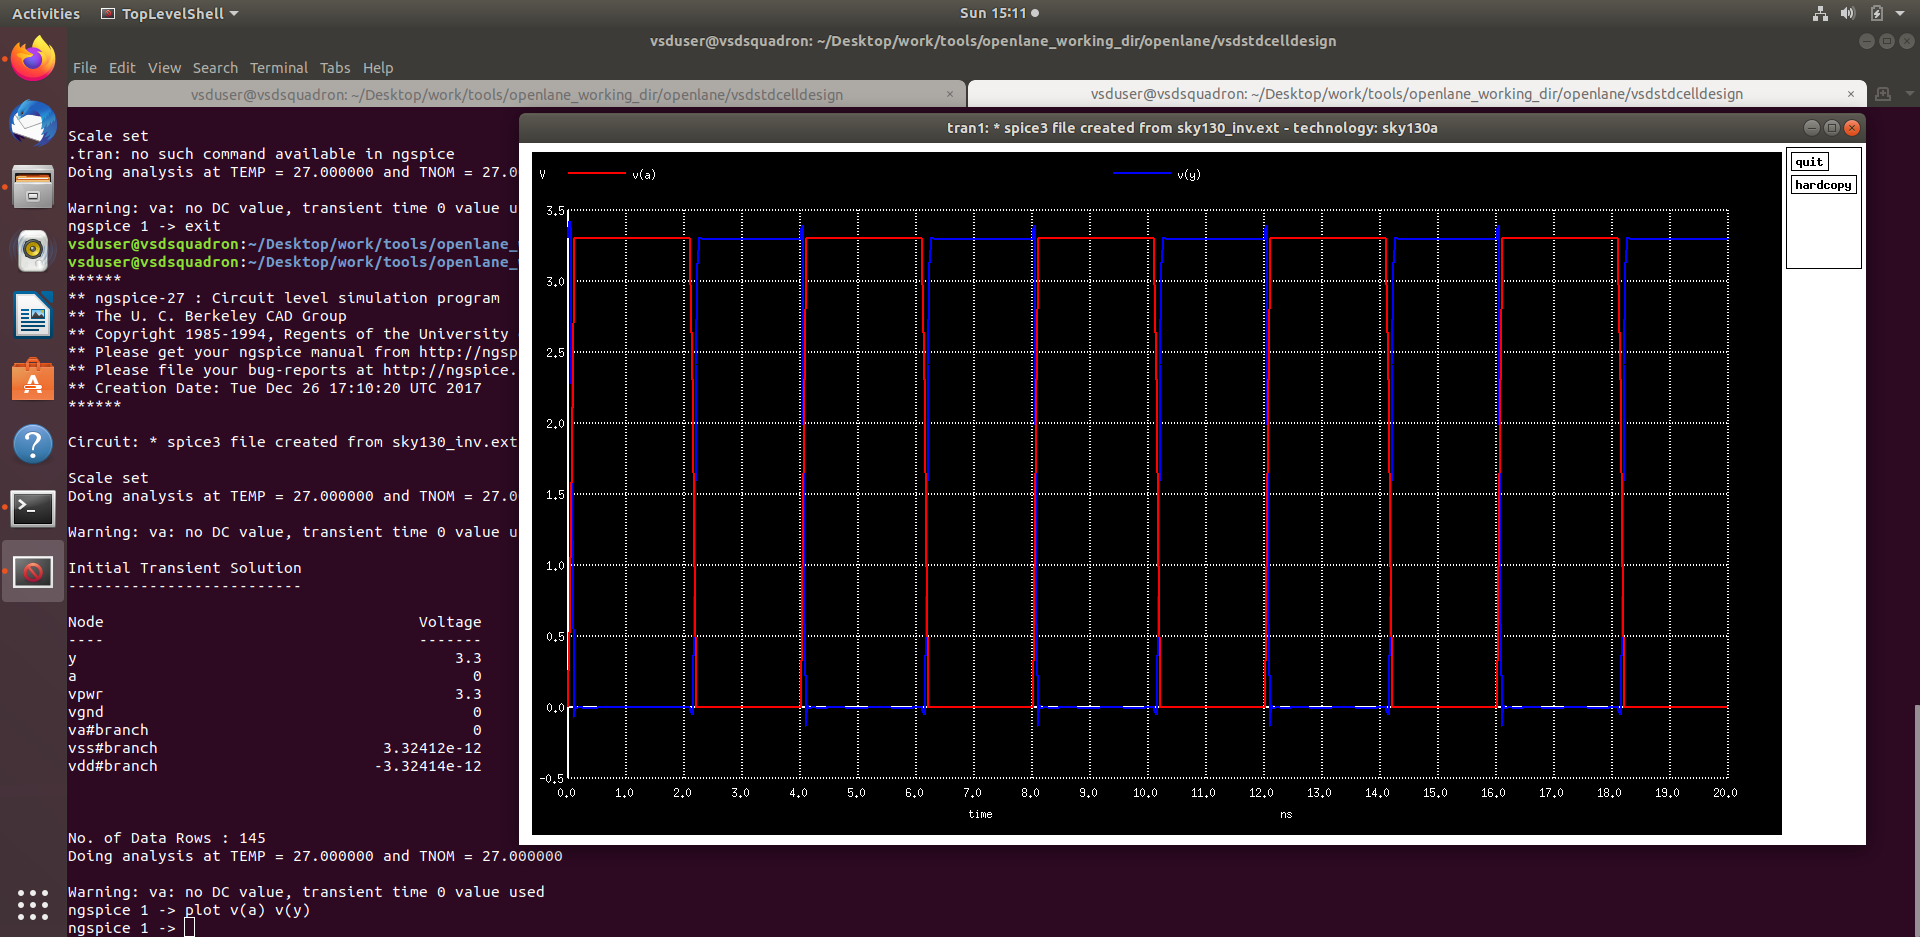 Activities TopLevelShell Sun 15:11
vsduser@vsdsquadron: ~/Desktop/work/tools/openlane_working_dir/openlane/vsdstdcelldesign
File Edit View Search Terminal Tabs Help
vsduser@vsdsquadron: ~/Desktop/work/tools/openlane_working_dir/openlane/vsdstdcelldesign × vsduser@vsdsquadron: ~/Desktop/work/tools/openlane_working_dir/openlane/vsdstdcelldesign ×
Scale set
.tran: no such command available in ngspice
Doing analysis at TEMP = 27.000000 and TNOM = 27.0
Warning: va: no DC value, transient time 0 value u
ngspice 1 -> exit
vsduser@vsdsquadron:~/Desktop/work/tools/openlane_
vsduser@vsdsquadron:~/Desktop/work/tools/openlane_
******
** ngspice-27 : Circuit level simulation program
** The U. C. Berkeley CAD Group
** Copyright 1985-1994, Regents of the University
** Please get your ngspice manual from http://ngsp
** Please file your bug-reports at http://ngspice.
** Creation Date: Tue Dec 26 17:10:20 UTC 2017
******
Circuit: * spice3 file created from sky130_inv.ext
Scale set
Doing analysis at TEMP = 27.000000 and TNOM = 27.0
Warning: va: no DC value, transient time 0 value u
Initial Transient Solution
--------------------------
Node Voltage
---- -------
y 3.3
a 0
vpwr 3.3
vgnd 0
va#branch 0
vss#branch 3.32412e-12
vdd#branch -3.32414e-12
No. of Data Rows : 145
Doing analysis at TEMP = 27.000000 and TNOM = 27.000000
Warning: va: no DC value, transient time 0 value used
ngspice 1 -> plot v(a) v(y)
ngspice 1 ->
tran1: * spice3 file created from sky130_inv.ext - technology: sky130a
quit
hardcopy
V v(a) v(y)
3.5
3.0
2.5
2.0
1.5
1.0
0.5
0.0
-0.5
0.0 1.0 2.0 3.0 4.0 5.0 6.0 7.0 8.0 9.0 10.0 11.0 12.0 13.0 14.0 15.0 16.0 17.0 18.0 19.0 20.0
time ns